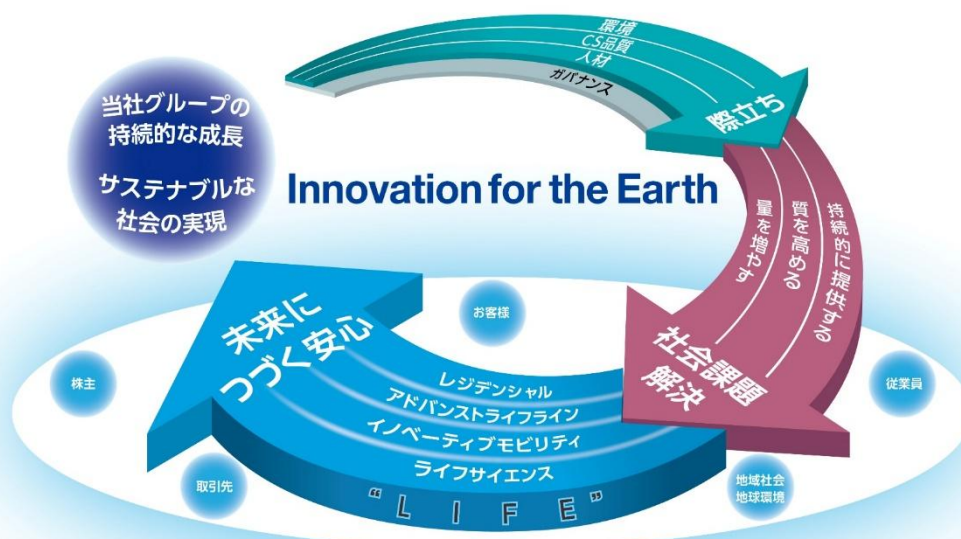 環境
CS品質
人材
ガバナンス
際立ち
当社グループの
持続的な成長
サステナブルな
社会の実現
Innovation for the Earth
持続的に提供する
質を高める
量を増やす
社会課題
解決
お客様
株主
従業員
取引先
地域社会
地球環境
未来に
つづく安心
レジデンシャル
アドバンストライフライン
イノベーティブモビリティ
ライフサイエンス
"LIFE"